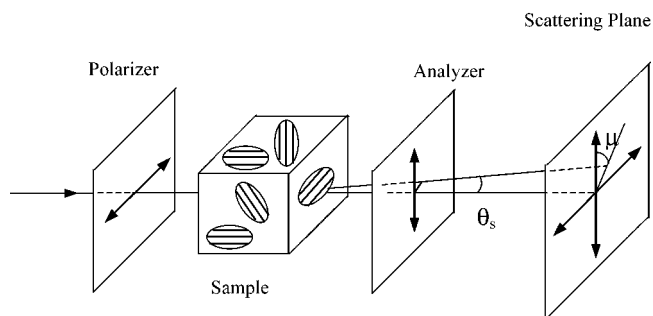 Scattering Plane
Polarizer
Analyzer
μ
θs
Sample